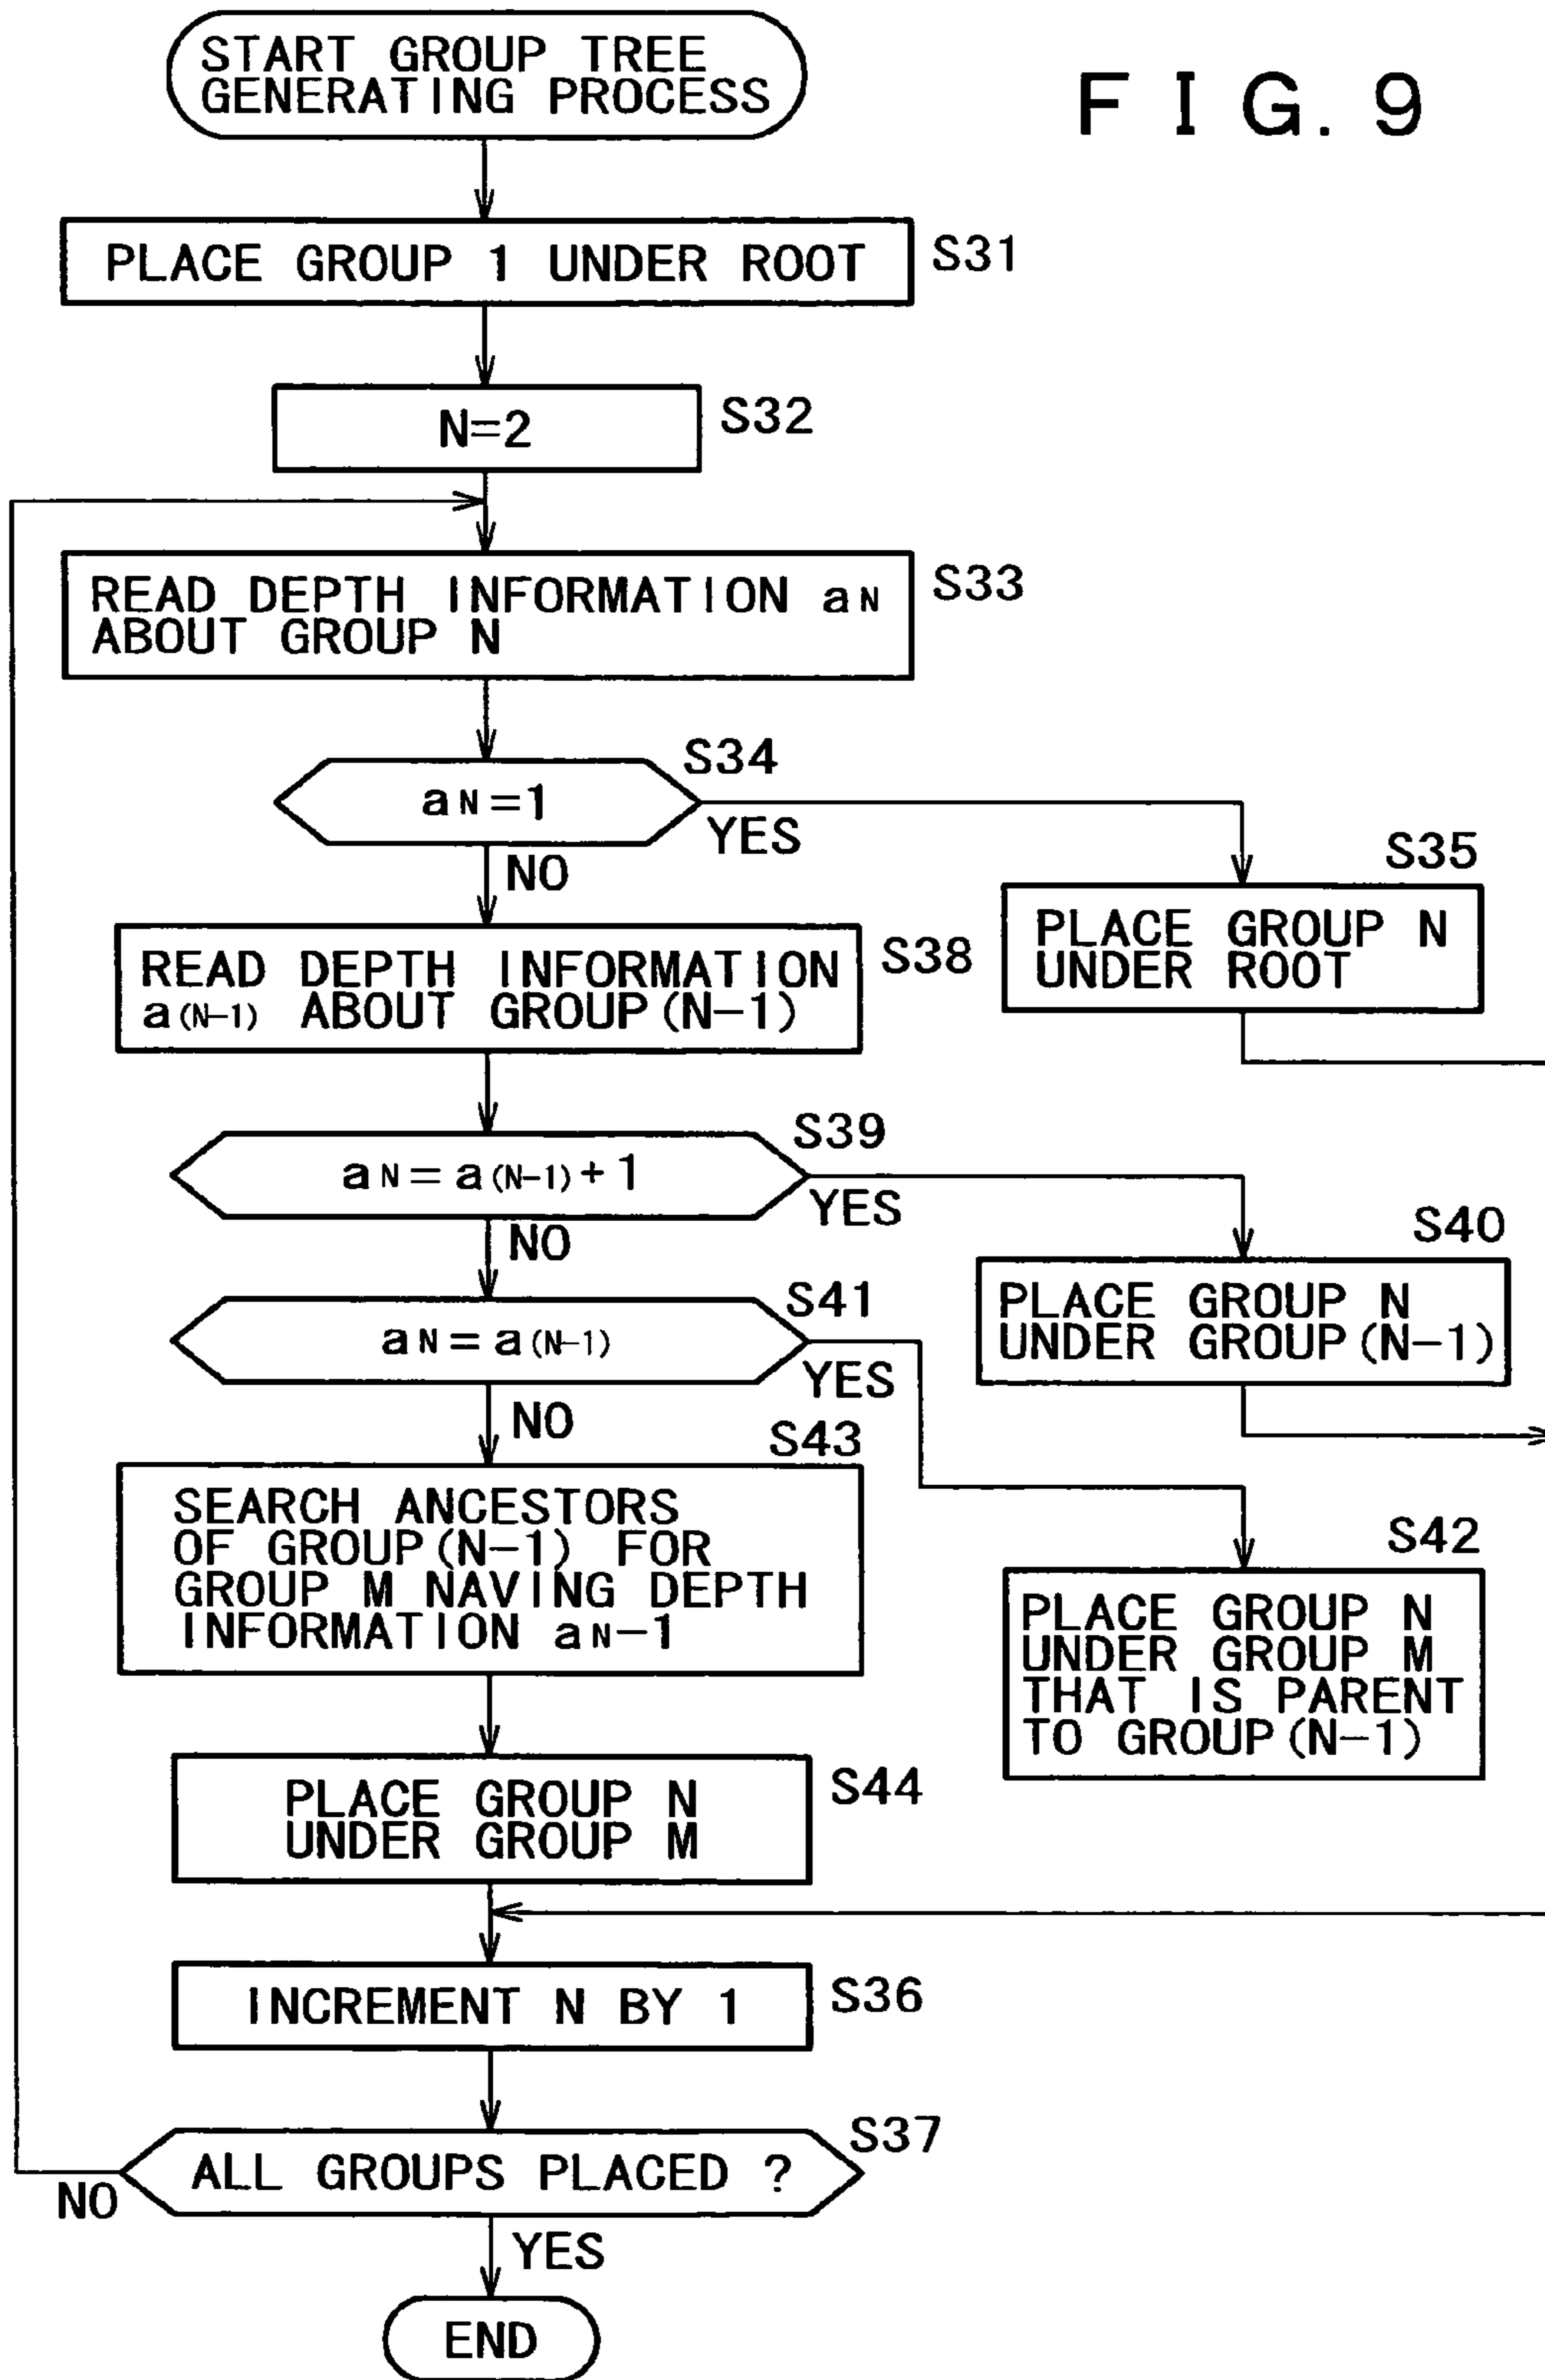 START GROUP TREE
GENERATING PROCESS
FIG. 9
PLACE GROUP 1 UNDER ROOT
S31
N=2
S32
READ DEPTH INFORMATION aN
ABOUT GROUP N
S33
S34
aN=1
YES
NO
S35
PLACE GROUP N
UNDER ROOT
READ DEPTH INFORMATION
a(N-1) ABOUT GROUP(N-1)
S38
S39
aN=a(N-1)+1
YES
NO
S40
PLACE GROUP N
UNDER GROUP(N-1)
S41
aN=a(N-1)
YES
NO
S43
SEARCH ANCESTORS
OF GROUP(N-1) FOR
GROUP M NAVING DEPTH
INFORMATION aN-1
S42
PLACE GROUP N
UNDER GROUP M
THAT IS PARENT
TO GROUP(N-1)
PLACE GROUP N
UNDER GROUP M
S44
INCREMENT N BY 1
S36
S37
ALL GROUPS PLACED ?
NO
YES
END